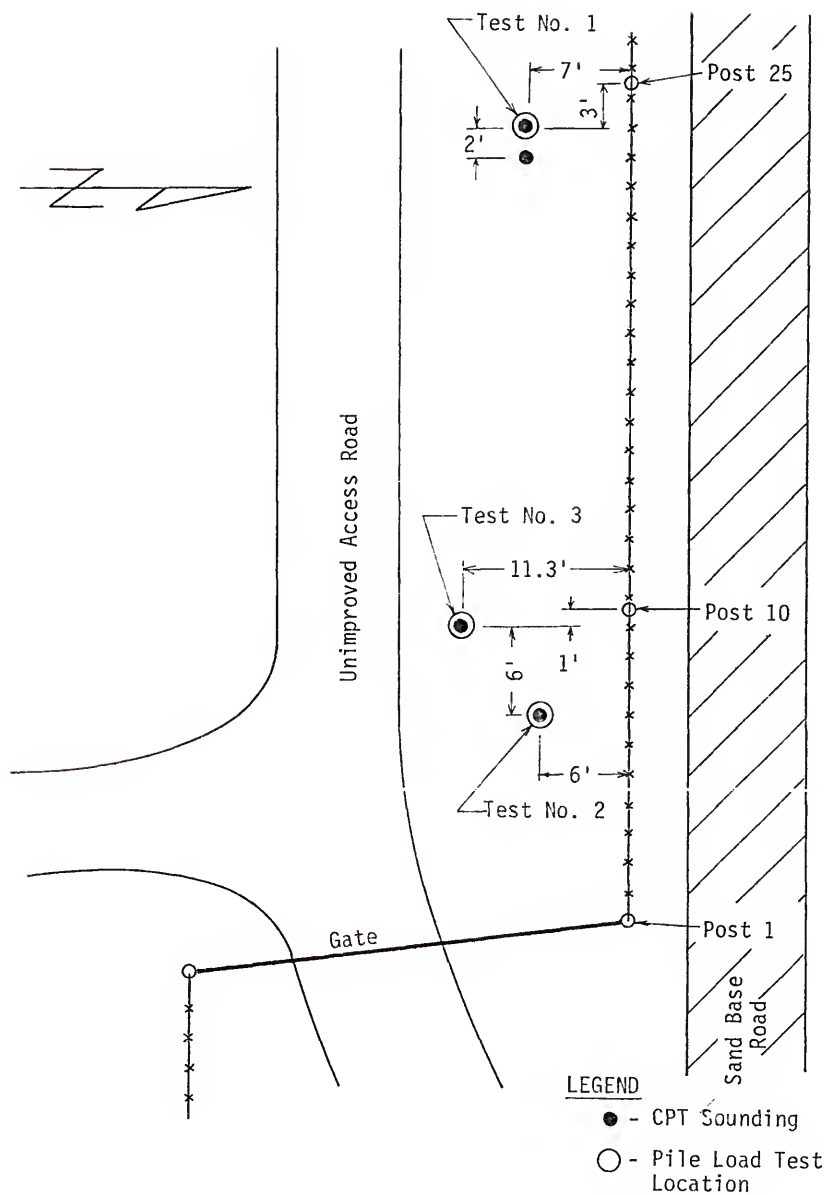 Test No. 1
7'
Post 25
3'
2'
N
Unimproved Access Road
Test No. 3
11.3'
Post 10
1'
6'
6'
Test No. 2
Post 1
Gate
Sand Base
Road
LEGEND
- CPT Sounding
- Pile Load Test
Location